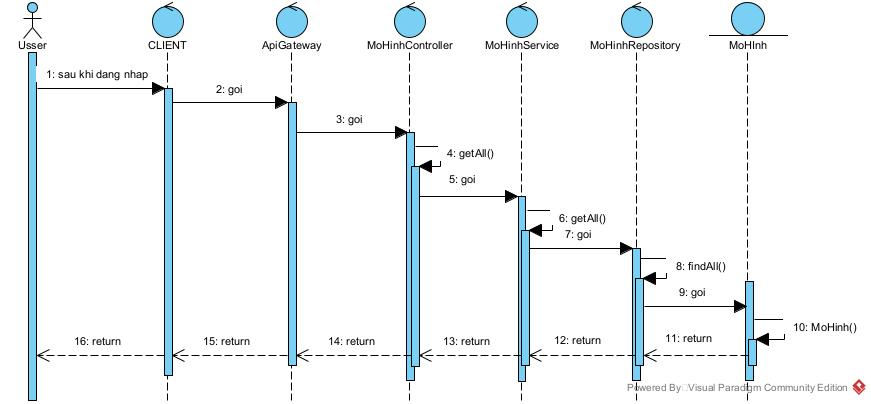 Usser
CLIENT
ApiGateway
MoHinhController
MoHinhService
MoHinhRepository
MoHInh
1: sau khi dang nhap
2: goi
3: goi
4: getAll()
5: goi
6: getAll()
7: goi
8: findAll()
9: goi
10: MoHinh()
16: return
15: return
14: return
13: return
12: return
11: return
Powered By Visual Paradigm Community Edition